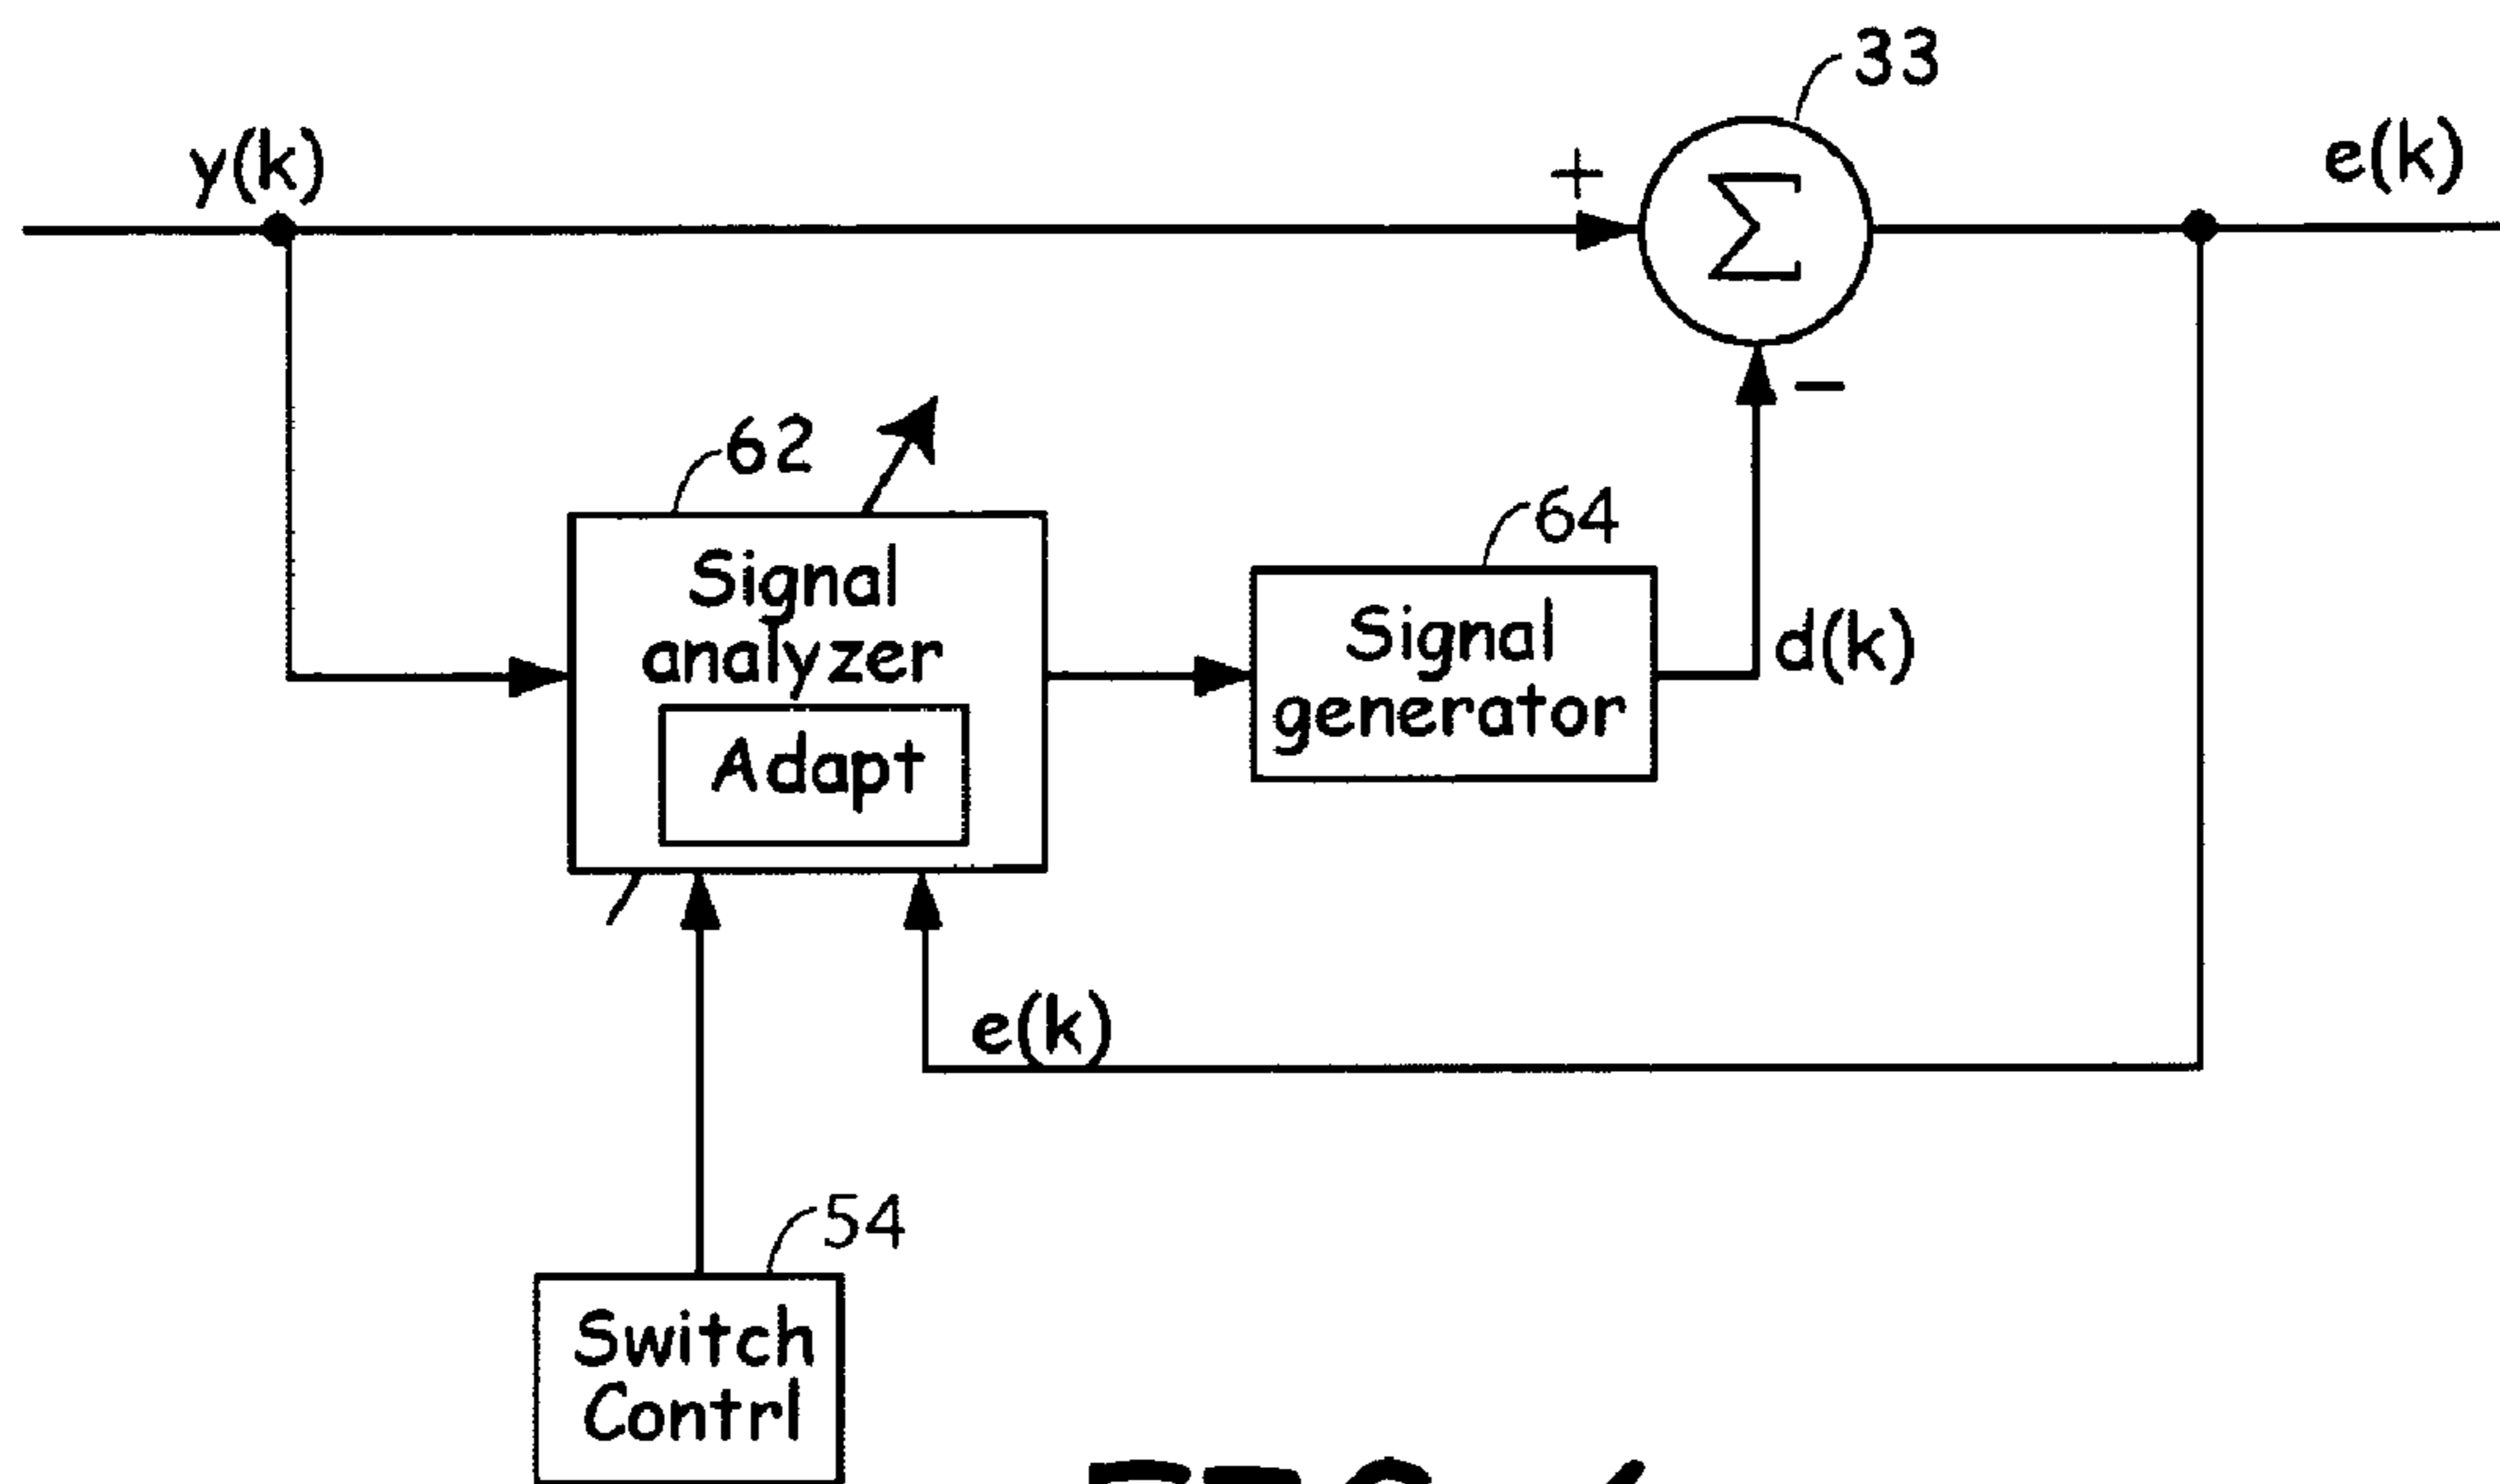 33
y(k)
+
Σ
e(k)
−
62
64
Signal
analyzer
Adapt
Signal
generator
d(k)
e(k)
54
Switch
Contrl